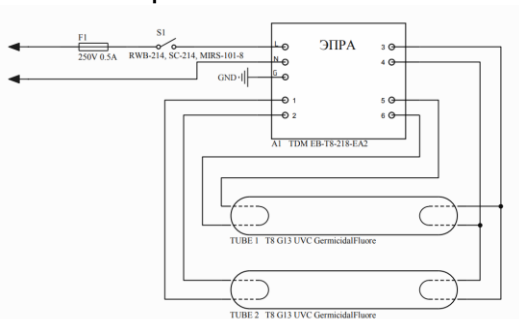 F1
S1
250V 0.5A
RWB-214, SC-214, MIRS-101-8
GND
ЭПРА
L
N
G
1
2
3
4
5
6
A1 TDM EB-T8-218-EA2
TUBE 1 T8 G13 UVC GermicidalFluore
TUBE 2 T8 G13 UVC GermicidalFluore